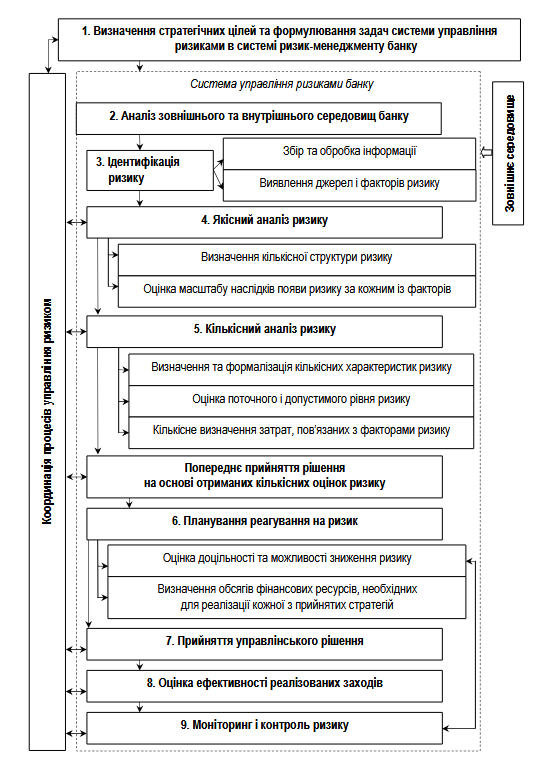 1. Визначення стратегічних цілей та формулювання задач системи управління
ризиками в системі ризик-менеджменту банку
Система управління ризиками банку
2. Аналіз зовнішнього та внутрішнього середовищ банку
3. Ідентифікація
ризику
Збір та обробка інформації
Виявлення джерел і факторів ризику
Зовнішнє середовище
4. Якісний аналіз ризику
Визначення кількісної структури ризику
Оцінка масштабу наслідків появи ризику за кожним із факторів
5. Кількісний аналіз ризику
Визначення та формалізація кількісних характеристик ризику
Оцінка поточного і допустимого рівня ризику
Кількісне визначення затрат, пов'язаних з факторами ризику
Координація процесів управління ризиком
Попереднє прийняття рішення
на основі отриманих кількісних оцінок ризику
6. Планування реагування на ризик
Оцінка доцільності та можливості зниження ризику
Визначення обсягів фінансових ресурсів, необхідних
для реалізації кожної з прийнятих стратегій
7. Прийняття управлінського рішення
8. Оцінка ефективності реалізованих заходів
9. Моніторинг і контроль ризику